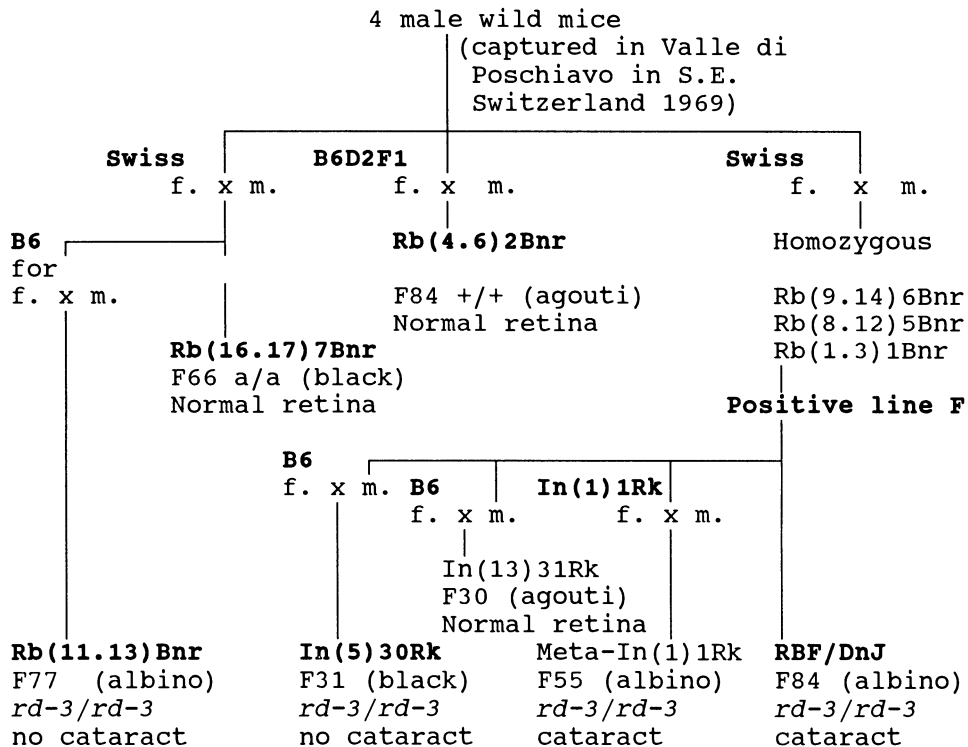 4 male wild mice
(captured in Valle di
Poschiavo in S.E.
Switzerland 1969)
Swiss
f. x m.
B6D2F1
f. x m.
Swiss
f. x m.
B6
for
f. x m.
Rb(16.17)7Bnr
F66 a/a (black)
Normal retina
Rb(4.6)2Bnr
F84 +/+ (agouti)
Normal retina
Homozygous
Rb(9.14)6Bnr
Rb(8.12)5Bnr
Rb(1.3)1Bnr
Positive line F
B6
f. x m.
B6
f. x m.
In(1)1Rk
f. x m.
In(13)31Rk
F30 (agouti)
Normal retina
Rb(11.13)Bnr
F77 (albino)
rd-3/rd-3
no cataract
In(5)30Rk
F31 (black)
rd-3/rd-3
no cataract
Meta-In(1)1Rk
F55 (albino)
rd-3/rd-3
cataract
RBF/DnJ
F84 (albino)
rd-3/rd-3
cataract